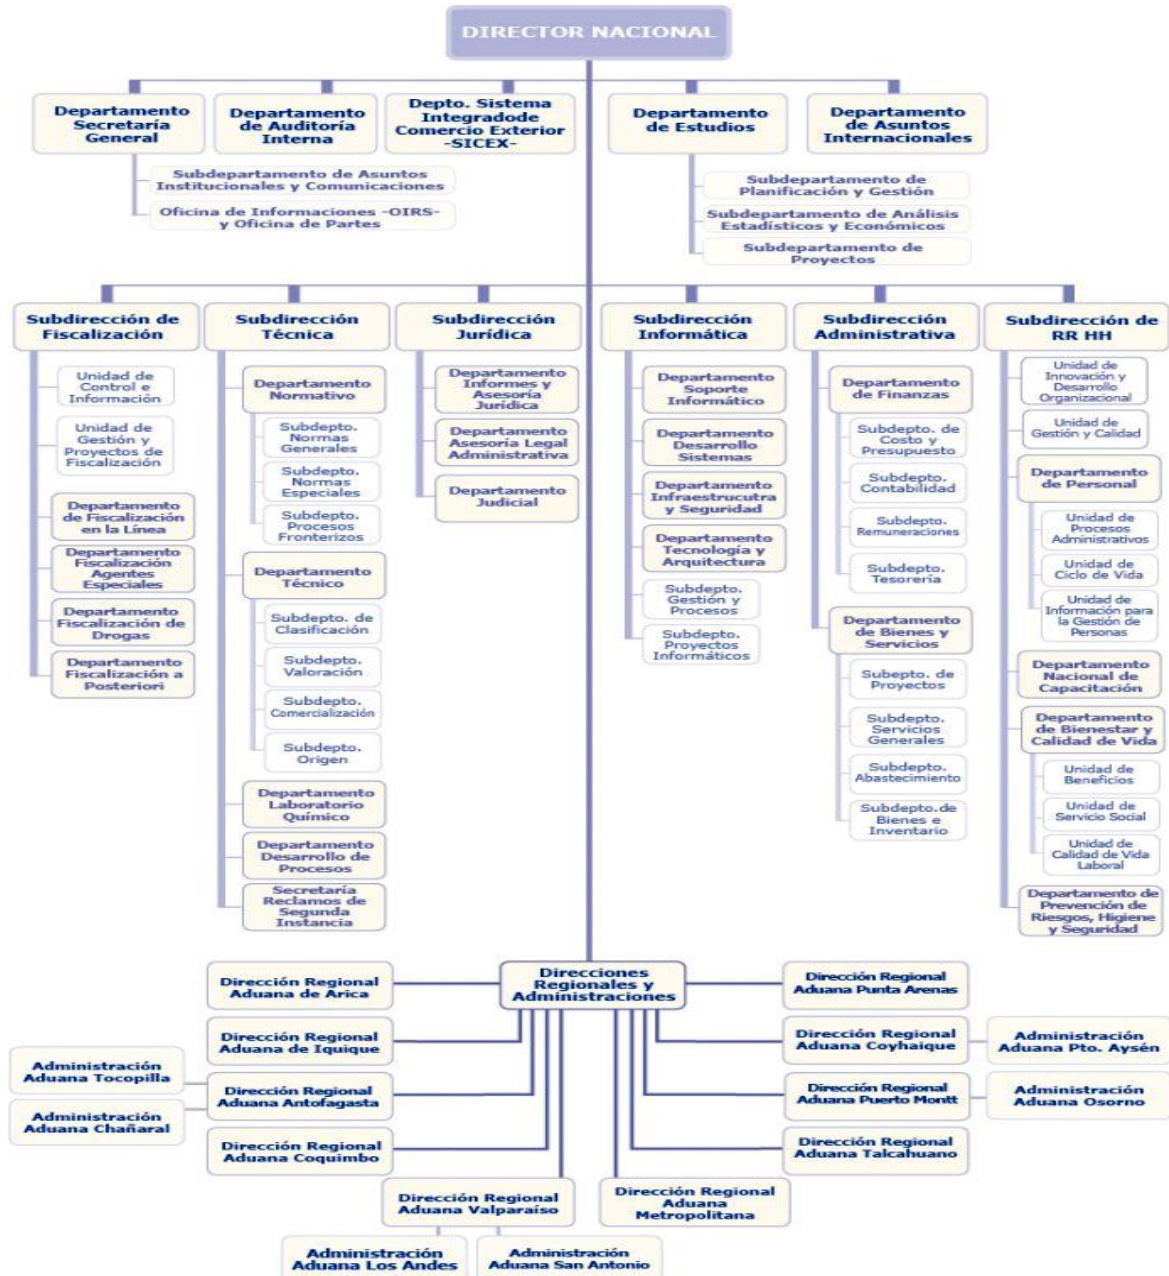 DIRECTOR NACIONAL
Departamento
Secretaría
General
Departamento
de Auditoría
Interna
Depto. Sistema
Integradode
Comercio Exterior
-SICEX-
Departamento
de Estudios
Departamento
de Asuntos
Internacionales
Subdepartamento de Asuntos
Institucionales y Comunicaciones
Oficina de Informaciones -OIRS-
y Oficina de Partes
Subdepartamento de
Planificación y Gestión
Subdepartamento de Análisis
Estadísticos y Económicos
Subdepartamento de
Proyectos
Subdirección de
Fiscalización
Unidad de
Control e
Información
Unidad de
Gestión y
Proyectos de
Fiscalización
Departamento
de Fiscalización
en la Línea
Departamento
Fiscalización
Agentes
Especiales
Departamento
Fiscalización de
Drogas
Departamento
Fiscalización a
Posteriori
Subdirección
Técnica
Departamento
Normativo
Subdepto.
Normas
Generales
Subdepto.
Normas
Especiales
Subdepto.
Procesos
Fronterizos
Departamento
Técnico
Subdepto. de
Clasificación
Subdepto.
Valoración
Subdepto.
Comercialización
Subdepto.
Origen
Departamento
Laboratorio
Químico
Departamento
Desarrollo de
Procesos
Secretaría
Reclamos de
Segunda
Instancia
Subdirección
Jurídica
Departamento
Informes y
Asesoría
Jurídica
Departamento
Asesoría Legal
Administrativa
Departamento
Judicial
Subdirección
Informática
Departamento
Soporte
Informático
Departamento
Desarrollo
Sistemas
Departamento
Infraestrucutra
y Seguridad
Departamento
Tecnología y
Arquitectura
Subdepto.
Gestión y
Procesos
Subdepto.
Proyectos
Informáticos
Subdirección
Administrativa
Departamento
de Finanzas
Subdepto. de
Costo y
Presupuesto
Subdepto.
Contabilidad
Subdepto.
Remuneraciones
Subdepto.
Tesorería
Departamento
de Bienes y
Servicios
Subepto. de
Proyectos
Subdepto.
Servicios
Generales
Subdepto.
Abastecimiento
Subdepto.de
Bienes e
Inventario
Subdirección de
RR HH
Unidad de
Innovación y
Desarrollo
Organizacional
Unidad de
Gestión y Calidad
Departamento
de Personal
Unidad de
Procesos
Administrativos
Unidad de
Ciclo de Vida
Unidad de
Información para
la Gestión de
Personas
Departamento
Nacional de
Capacitación
Departamento
de Bienestar y
Calidad de Vida
Unidad de
Beneficios
Unidad de
Servicio Social
Unidad de
Calidad de Vida
Laboral
Departamento de
Prevención de
Riesgos, Higiene
y Seguridad
Direcciones
Regionales y
Administraciones
Dirección Regional
Aduana de Arica
Dirección Regional
Aduana Punta Arenas
Dirección Regional
Aduana de Iquique
Dirección Regional
Aduana Coyhaique
Administración
Aduana Pto. Aysén
Administración
Aduana Tocopilla
Administración
Aduana Chañaral
Dirección Regional
Aduana Antofagasta
Dirección Regional
Aduana Puerto Montt
Administración
Aduana Osorno
Dirección Regional
Aduana Coquimbo
Dirección Regional
Aduana Talcahuano
Dirección Regional
Aduana Valparaíso
Dirección Regional
Aduana
Metropolitana
Administración
Aduana Los Andes
Administración
Aduana San Antonio